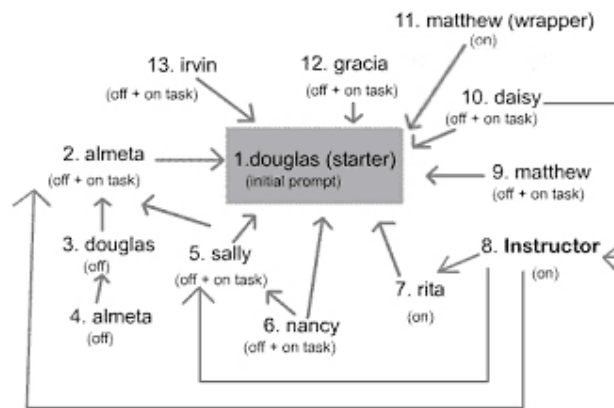 11. matthew (wrapper)
(on)
13. irvin
(off + on task)
12. gracia
(off + on task)
10. daisy
(off + on task)
2. almeta
(off + on task)
1.douglas (starter)
(initial prompt)
9. matthew
(off + on task)
3. douglas
(off)
5. sally
(off + on task)
8. Instructor
(on)
7. rita
(on)
4. almeta
(off)
6. nancy
(off + on task)